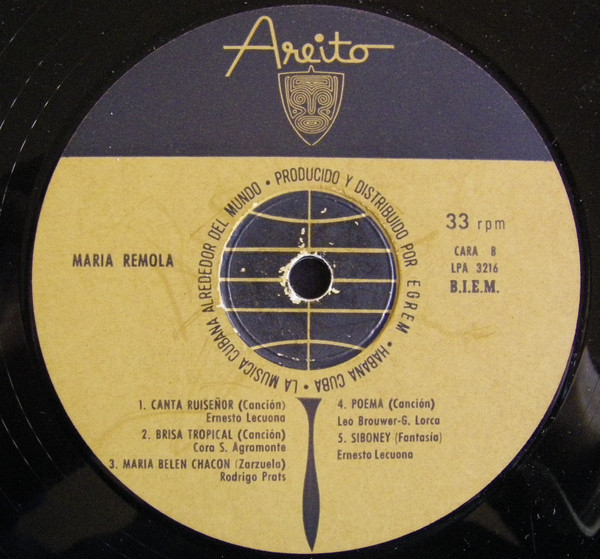 Areito
PRODUCIDO Y DISTRIBUIDO POR EGREM • HABANA CUBA • LA MUSICA CUBANA ALREDEDOR DEL MUNDO •
33 rpm
MARIA REMOLA
CARA B
LPA 3216
B.I.E.M.
1. CANTA RUISEÑOR (Canción)
Ernesto Lecuona
2. BRISA TROPICAL (Canción)
Cora S. Agramonte
3. MARIA BELEN CHACON (Zarzuela)
Rodrigo Prats
4. POEMA (Canción)
Leo Brouwer-G. Lorca
5. SIBONEY (Fantasía)
Ernesto Lecuona